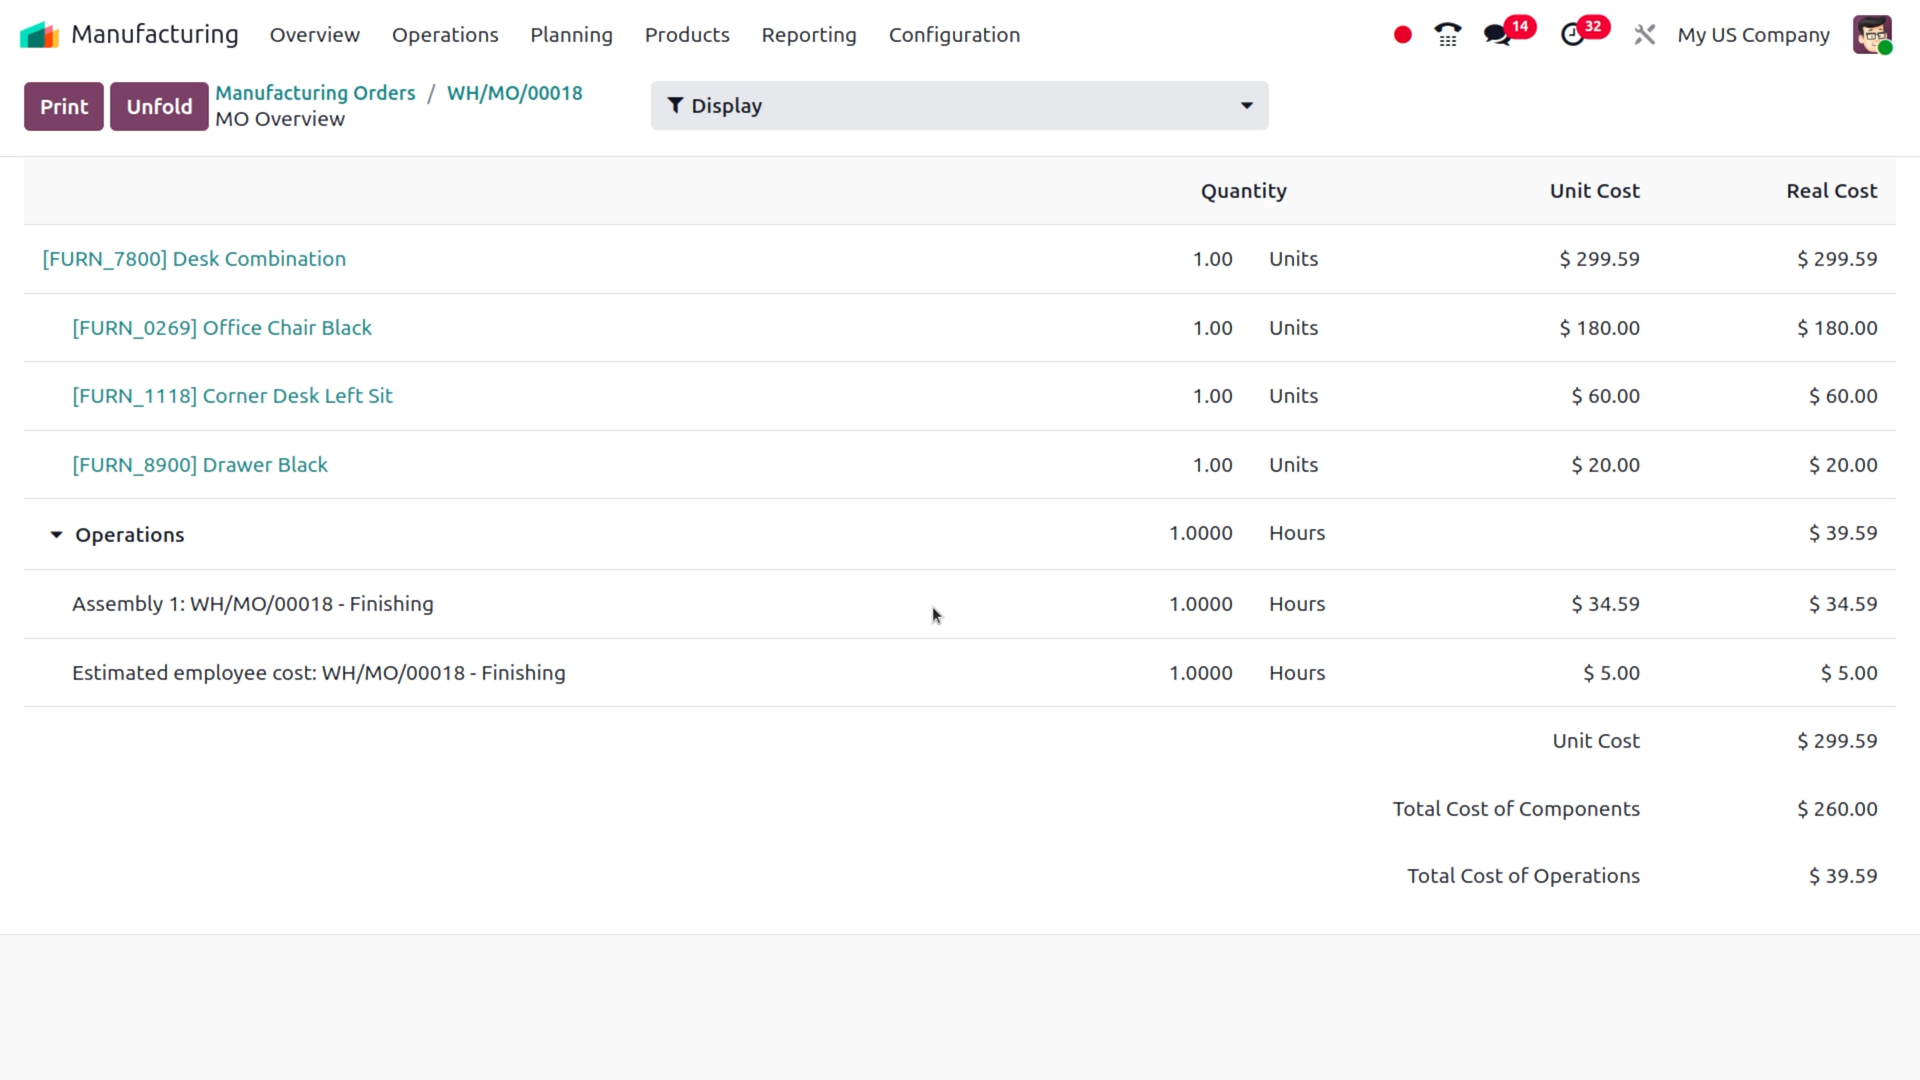 Manufacturing Overview Operations Planning Products Reporting Configuration 14 32 My US Company
Print Unfold Manufacturing Orders / WH/MO/00018
MO Overview
Display
Quantity Unit Cost Real Cost
[FURN_7800] Desk Combination 1.00 Units $ 299.59 $ 299.59
[FURN_0269] Office Chair Black 1.00 Units $ 180.00 $ 180.00
[FURN_1118] Corner Desk Left Sit 1.00 Units $ 60.00 $ 60.00
[FURN_8900] Drawer Black 1.00 Units $ 20.00 $ 20.00
Operations 1.0000 Hours $ 39.59
Assembly 1: WH/MO/00018 - Finishing 1.0000 Hours $ 34.59 $ 34.59
Estimated employee cost: WH/MO/00018 - Finishing 1.0000 Hours $ 5.00 $ 5.00
Unit Cost $ 299.59
Total Cost of Components $ 260.00
Total Cost of Operations $ 39.59